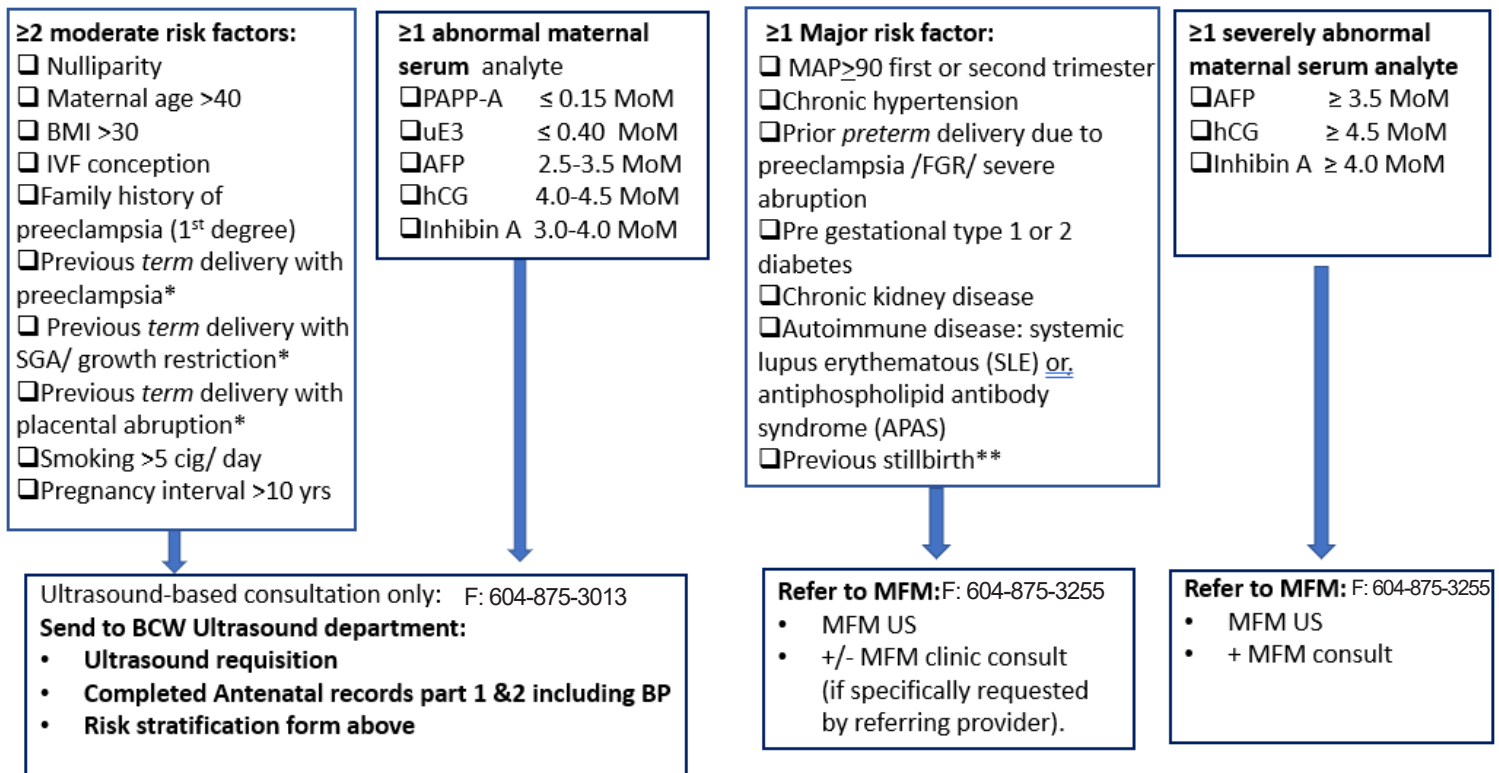 ≥2 moderate risk factors:
❑ Nulliparity
❑ Maternal age >40
❑ BMI >30
❑ IVF conception
❑Family history of
preeclampsia (1st degree)
❑Previous term delivery with
preeclampsia*
❑ Previous term delivery with
SGA/ growth restriction*
❑Previous term delivery with
placental abruption*
❑Smoking >5 cig/ day
❑Pregnancy interval >10 yrs
≥1 abnormal maternal
serum analyte
❑PAPP-A ≤ 0.15 MoM
❑uE3 ≤ 0.40 MoM
❑AFP 2.5-3.5 MoM
❑hCG 4.0-4.5 MoM
❑Inhibin A 3.0-4.0 MoM
≥1 Major risk factor:
❑ MAP≥90 first or second trimester
❑Chronic hypertension
❑Prior preterm delivery due to
preeclampsia /FGR/ severe
abruption
❑Pre gestational type 1 or 2
diabetes
❑Chronic kidney disease
❑Autoimmune disease: systemic
lupus erythematous (SLE) or.
antiphospholipid antibody
syndrome (APAS)
❑Previous stillbirth**
≥1 severely abnormal
maternal serum analyte
❑AFP ≥ 3.5 MoM
❑hCG ≥ 4.5 MoM
❑Inhibin A ≥ 4.0 MoM
Ultrasound-based consultation only: F: 604-875-3013
Send to BCW Ultrasound department:
• Ultrasound requisition
• Completed Antenatal records part 1 &2 including BP
• Risk stratification form above
Refer to MFM: F: 604-875-3255
• MFM US
• +/- MFM clinic consult
(if specifically requested
by referring provider).
Refer to MFM: F: 604-875-3255
• MFM US
• + MFM consult